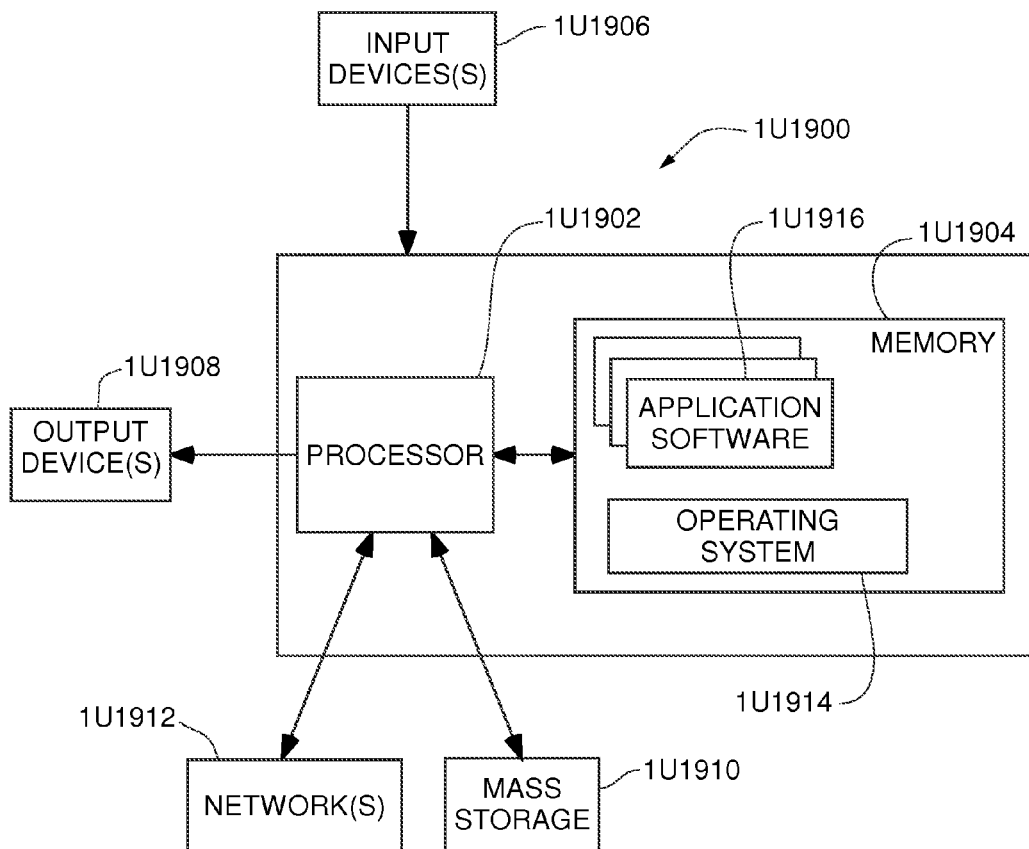 INPUT
DEVICES(S)
1U1906
1U1900
1U1902
1U1916
1U1904
MEMORY
1U1908
OUTPUT
DEVICE(S)
PROCESSOR
APPLICATION
SOFTWARE
OPERATING
SYSTEM
1U1914
1U1912
NETWORK(S)
MASS
STORAGE
1U1910